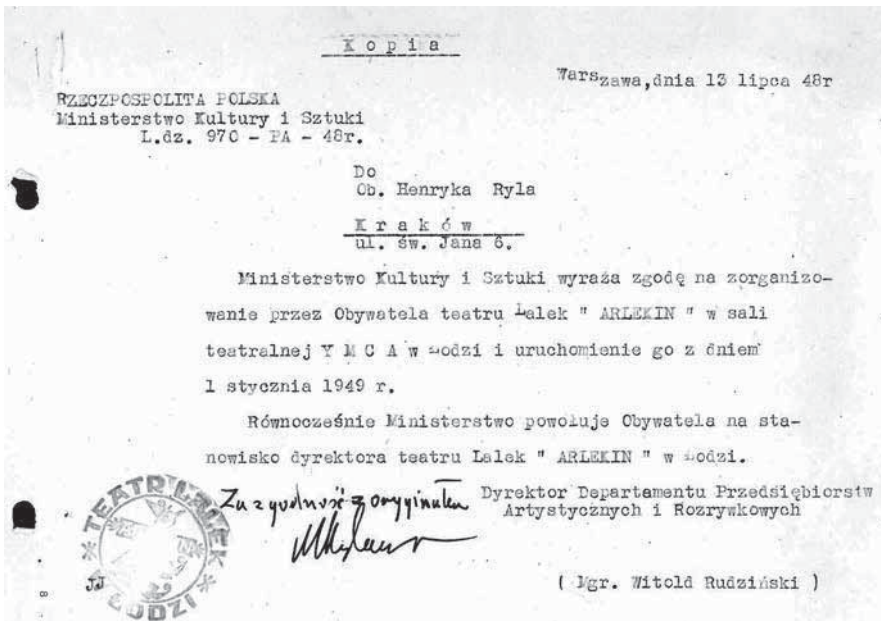 K o p i a
Warszawa,dnia 13 lipca 48r
RZECZPOSPOLITA POLSKA
Ministerstwo Kultury i Sztuki
L.dz. 970 - PA - 48r.
Do
Ob. Henryka Ryla
K r a k ó w
ul. św. Jana 6.
Ministerstwo Kultury i Sztuki wyraża zgodę na zorganizo-
wanie przez Obywatela teatru Lalek " ARLEKIN " w sali
teatralnej Y M C A w Łodzi i uruchomienie go z dniem
1 stycznia 1949 r.
Równocześnie Ministerstwo powołuje Obywatela na sta-
nowisko dyrektora teatru Lalek " ARLEKIN " w Łodzi.
Za zgodność z oryginałem
Dyrektor Departamentu Przedsiębiorstw
Artystycznych i Rozrywkowych
TEATR LALEK
ŁODZI
JJ
( Mgr. Witold Rudziński )